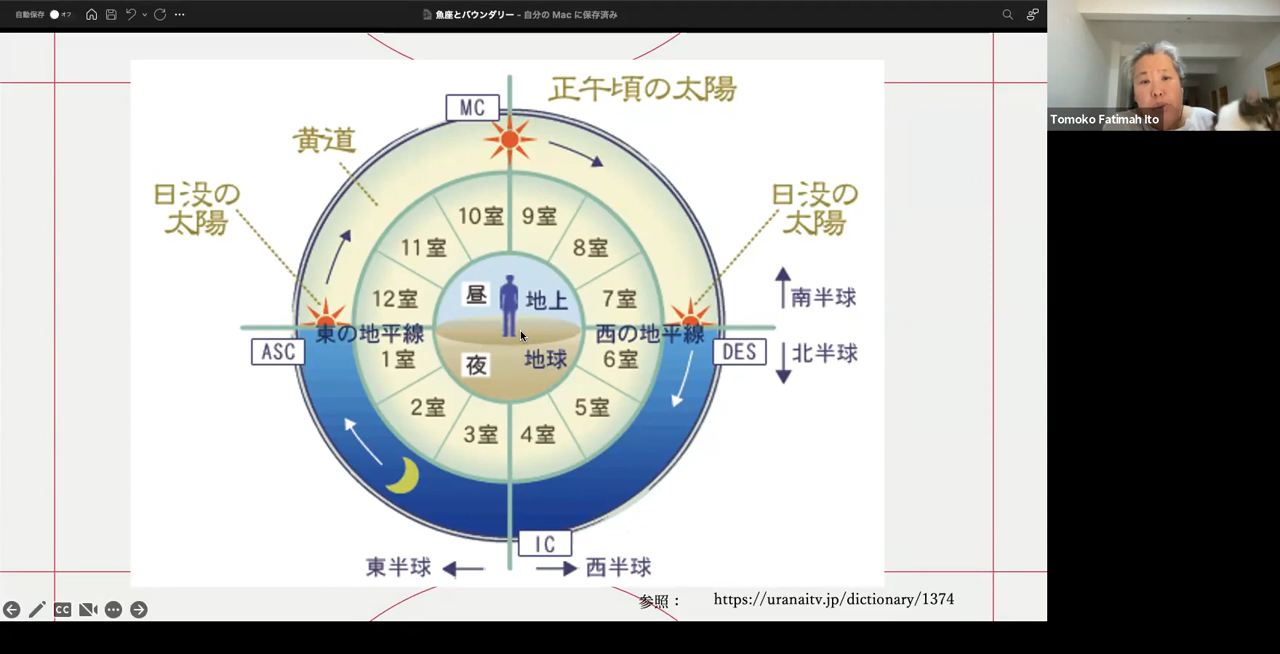 自動保存 オフ
魚座とバウンダリー – 自分の Mac に保存済み
Tomoko Fatimah Ito
MC
正午頃の太陽
黄道
日没の
太陽
日没の
太陽
10室
9室
11室
8室
12室
7室
昼
地上
東の地平線
西の地平線
南半球
北半球
ASC
DES
1室
6室
夜
地球
2室
5室
3室
4室
IC
東半球
西半球
参照：
https://uranaitv.jp/dictionary/1374
CC